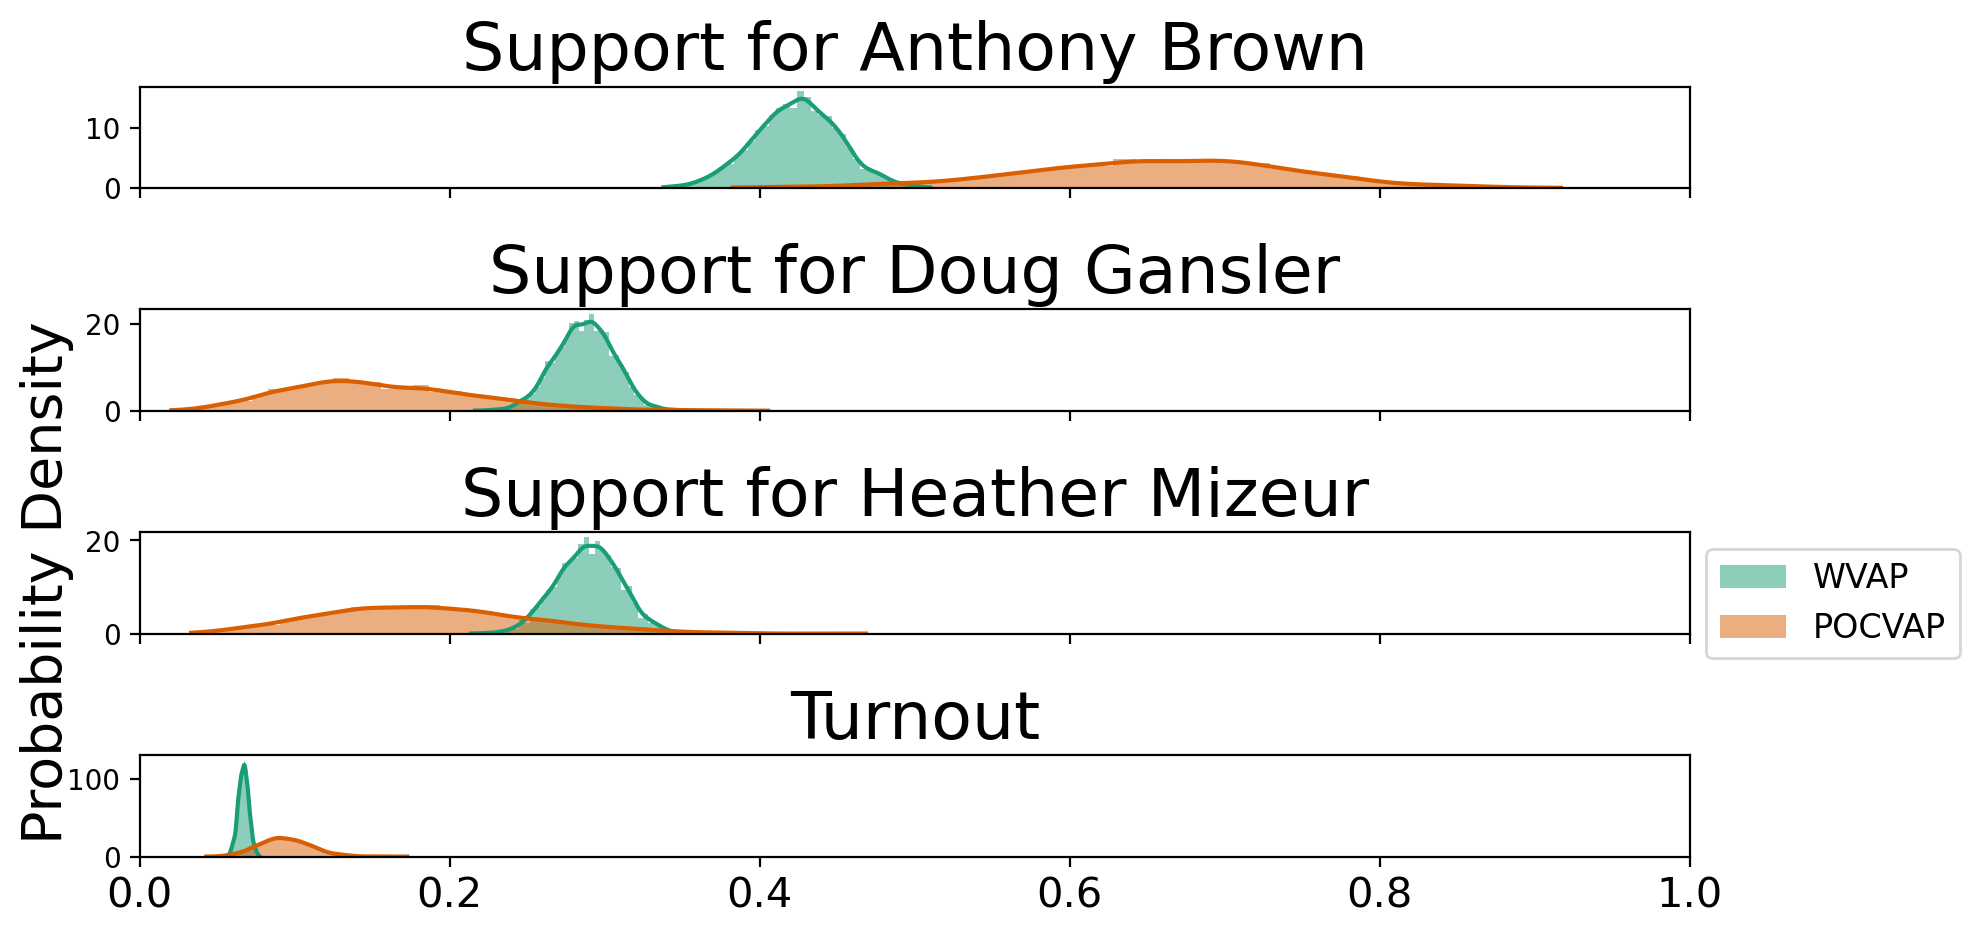 Support for Anthony Brown
10
0
Support for Doug Gansler
20
0
Support for Heather Mizeur
20
0
Turnout
100
0
0.0 0.2 0.4 0.6 0.8 1.0
Probability Density
WVAP
POCVAP